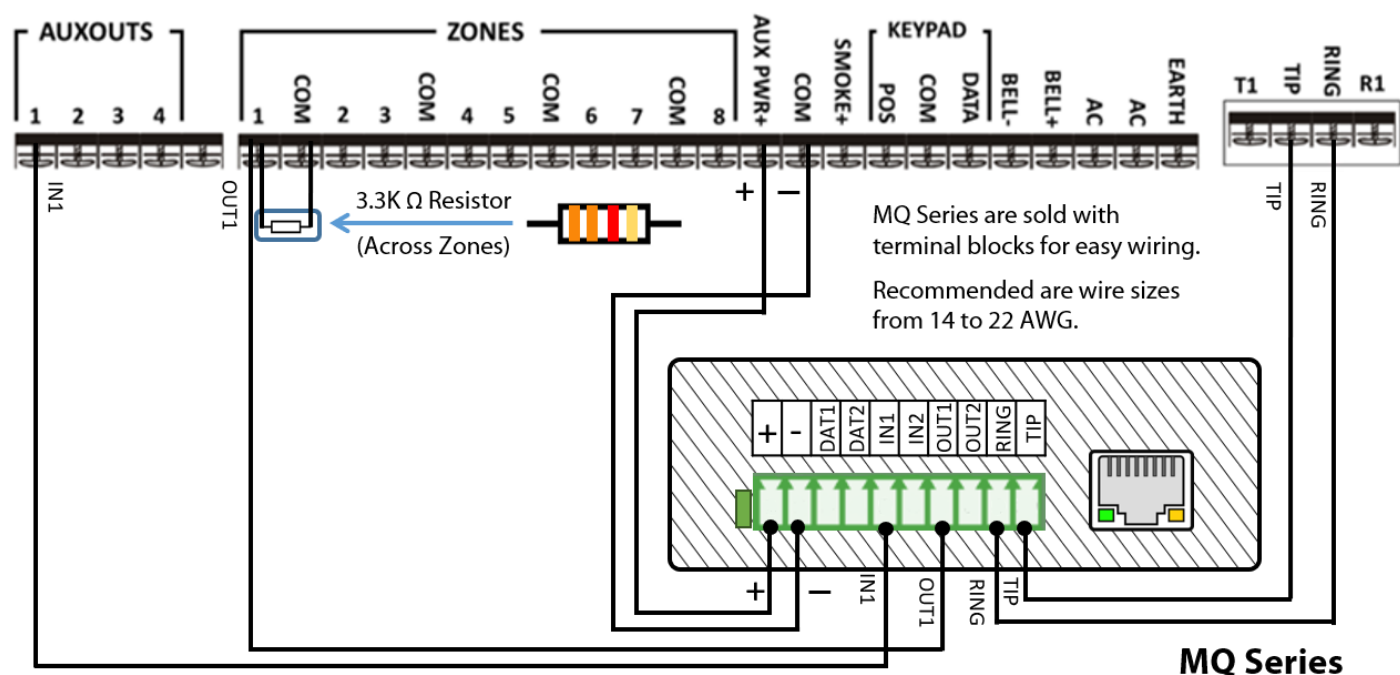 AUXOUTS
1 2 3 4
ZONES
1 COM 2 3 COM 4 5 COM 6 7 COM 8
AUX PWR+
COM
SMOKE+
KEYPAD
POS
COM
DATA
BELL-
BELL+
AC
AC
EARTH
T1
TIP
RING
R1
IN1
OUT1
+
−
TIP
RING
3.3K Ω Resistor
(Across Zones)
MQ Series are sold with
terminal blocks for easy wiring.
Recommended are wire sizes
from 14 to 22 AWG.
+
-
DAT1
DAT2
IN1
IN2
OUT1
OUT2
RING
TIP
+
−
IN1
OUT1
RING
TIP
MQ Series